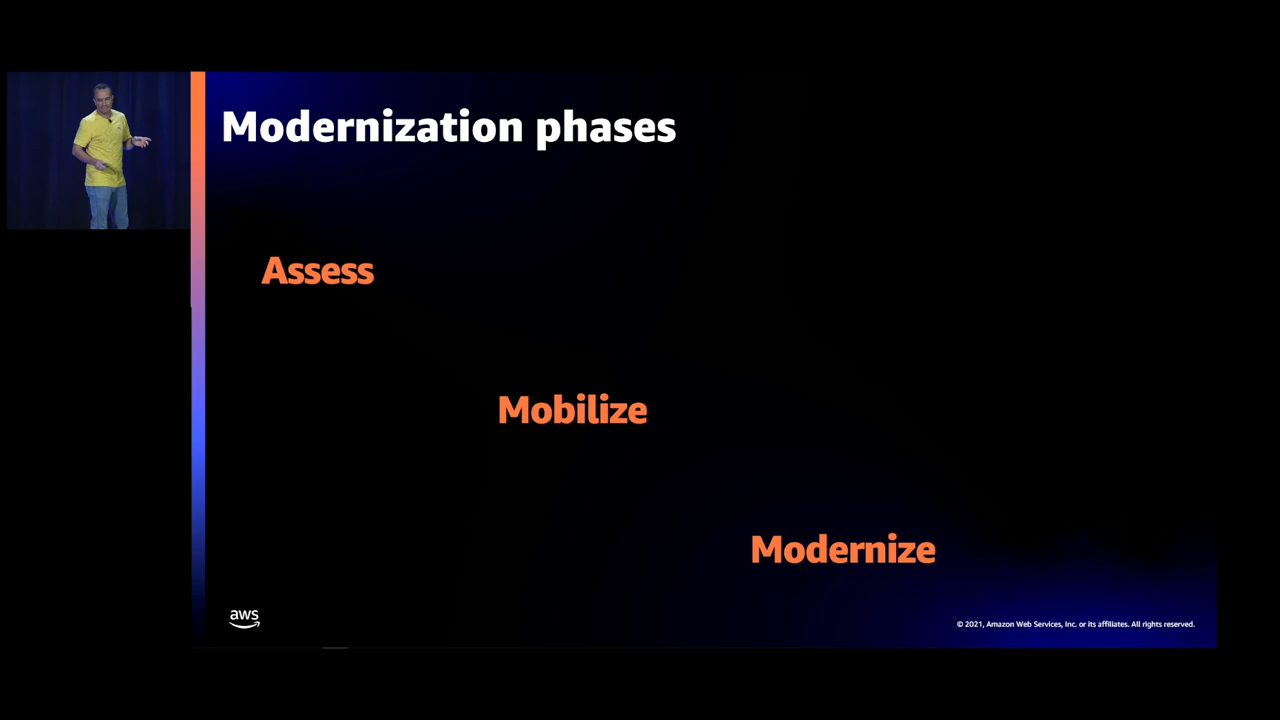 Modernization phases
Assess
Mobilize
Modernize
aws
© 2021, Amazon Web Services, Inc. or its affiliates. All rights reserved.